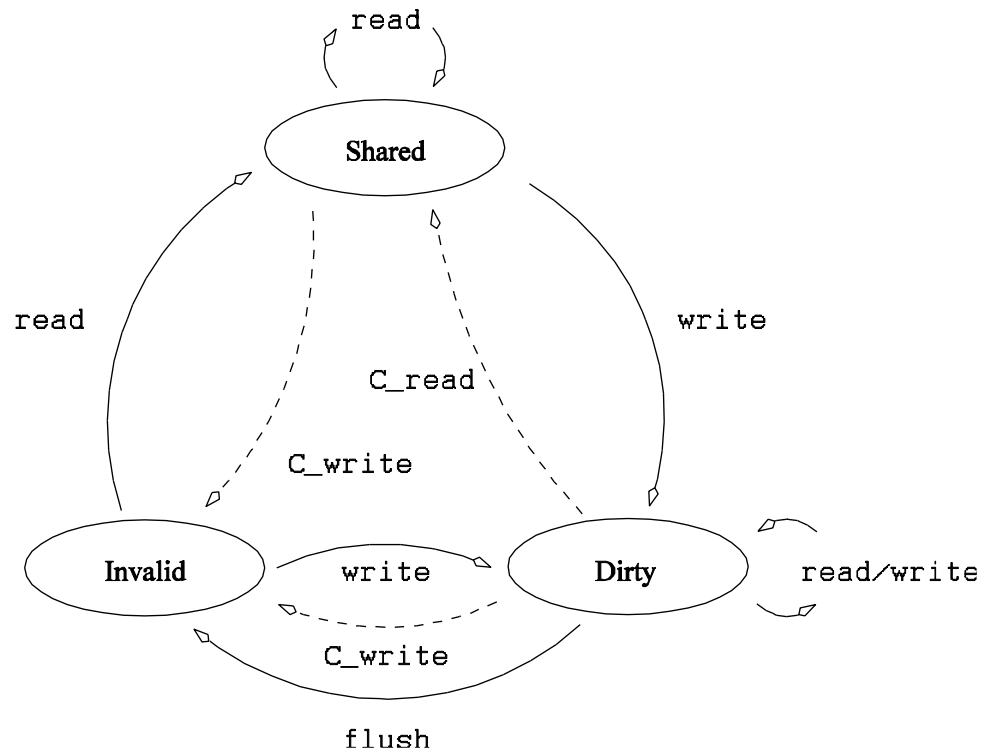 read
Shared
read
write
C_read
C_write
Invalid
write
Dirty
read/write
C_write
flush